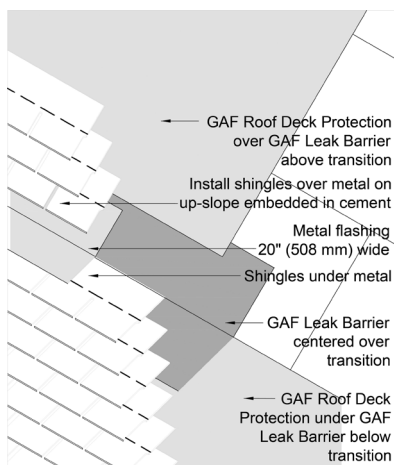 GAF Roof Deck Protection
over GAF Leak Barrier
above transition
Install shingles over metal on
up-slope embedded in cement
Metal flashing
20" (508 mm) wide
Shingles under metal
GAF Leak Barrier
centered over
transition
GAF Roof Deck
Protection under GAF
Leak Barrier below
transition